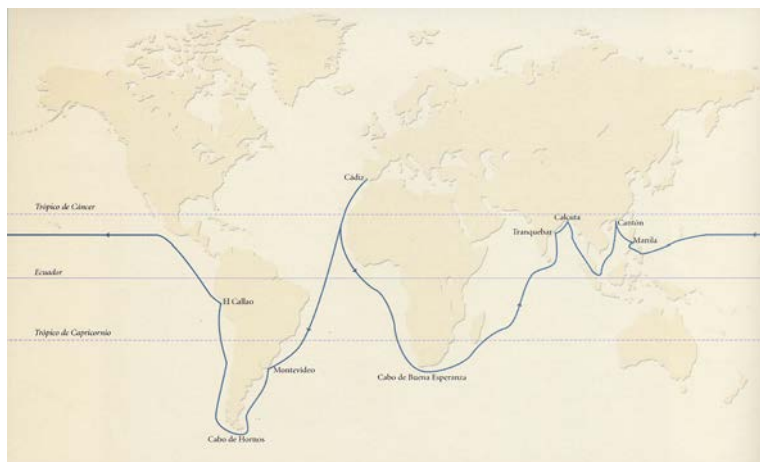 Cádiz
Trópico de Cáncer
Calcuta
Cantón
Tranquebar
Manila
Ecuador
El Callao
Trópico de Capricornio
Montevideo
Cabo de Buena Esperanza
Cabo de Hornos